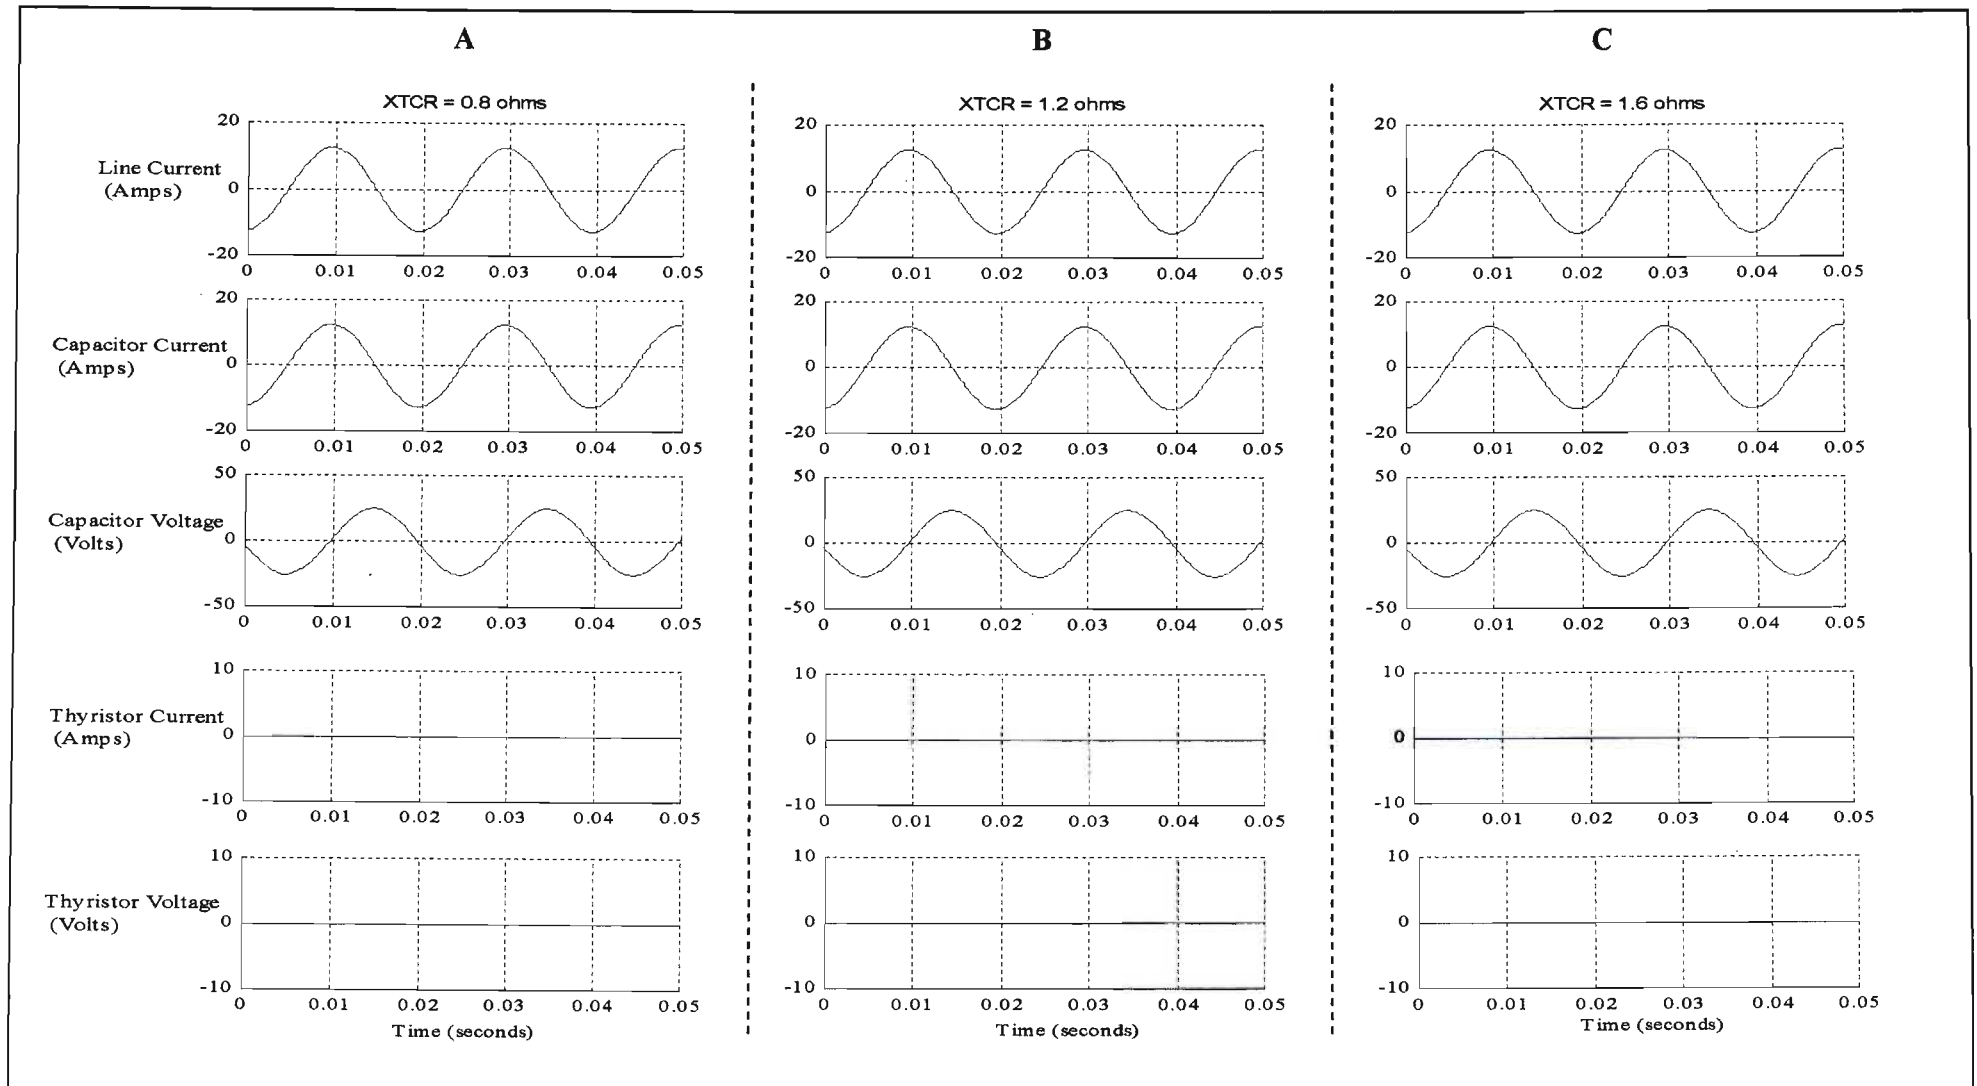 A B C
XTCR = 0.8 ohms XTCR = 1.2 ohms XTCR = 1.6 ohms
Line Current
(Amps)
20 0 -20
0 0.01 0.02 0.03 0.04 0.05
20 0 -20
0 0.01 0.02 0.03 0.04 0.05
20 0 -20
0 0.01 0.02 0.03 0.04 0.05
Capacitor Current
(Amps)
20 0 -20
0 0.01 0.02 0.03 0.04 0.05
20 0 -20
0 0.01 0.02 0.03 0.04 0.05
20 0 -20
0 0.01 0.02 0.03 0.04 0.05
Capacitor Voltage
(Volts)
50 0 -50
0 0.01 0.02 0.03 0.04 0.05
50 0 -50
0 0.01 0.02 0.03 0.04 0.05
50 0 -50
0 0.01 0.02 0.03 0.04 0.05
Thyristor Current
(Amps)
10 0 -10
0 0.01 0.02 0.03 0.04 0.05
10 0 -10
0 0.01 0.02 0.03 0.04 0.05
10 0 -10
0 0.01 0.02 0.03 0.04 0.05
Thyristor Voltage
(Volts)
10 0 -10
0 0.01 0.02 0.03 0.04 0.05
10 0 -10
0 0.01 0.02 0.03 0.04 0.05
10 0 -10
0 0.01 0.02 0.03 0.04 0.05
Time (seconds) Time (seconds) Time (seconds)